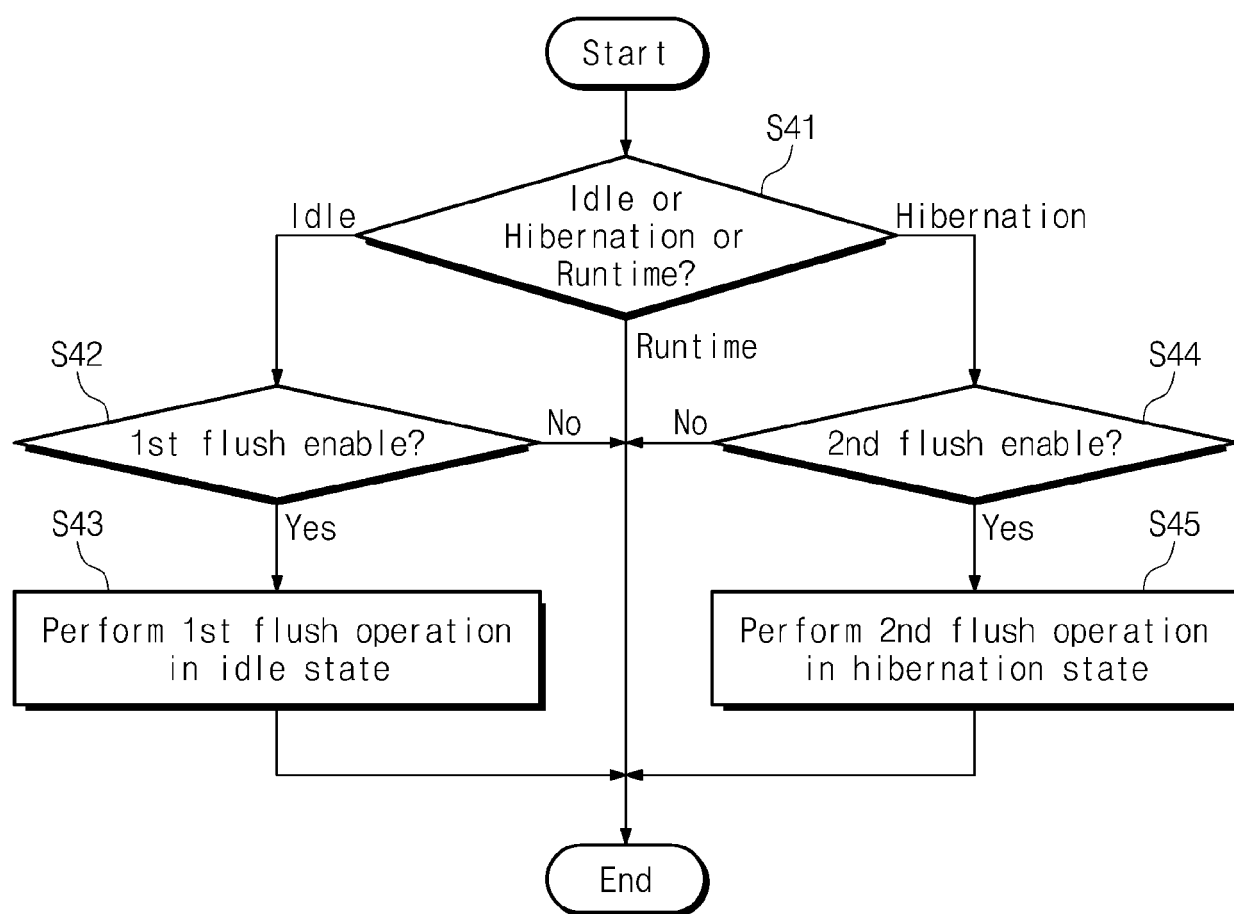 Start
S41
Idle or
Hibernation or
Runtime?
Idle
Hibernation
Runtime
S42
1st flush enable?
No
No
S44
2nd flush enable?
Yes
Yes
S43
Perform 1st flush operation
in idle state
S45
Perform 2nd flush operation
in hibernation state
End